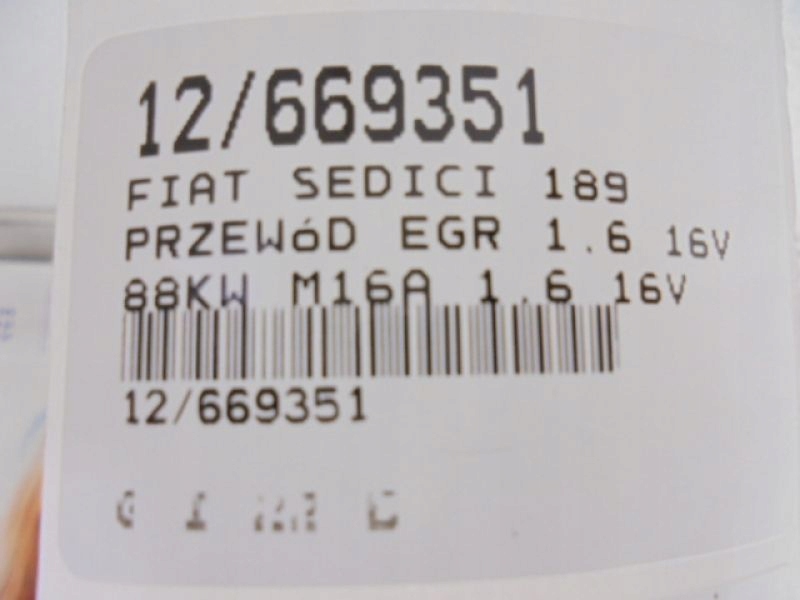 12/669351
FIAT SEDICI 189
PRZEWóD EGR 1.6 16V
88KW M16A 1.6 16V
12/669351